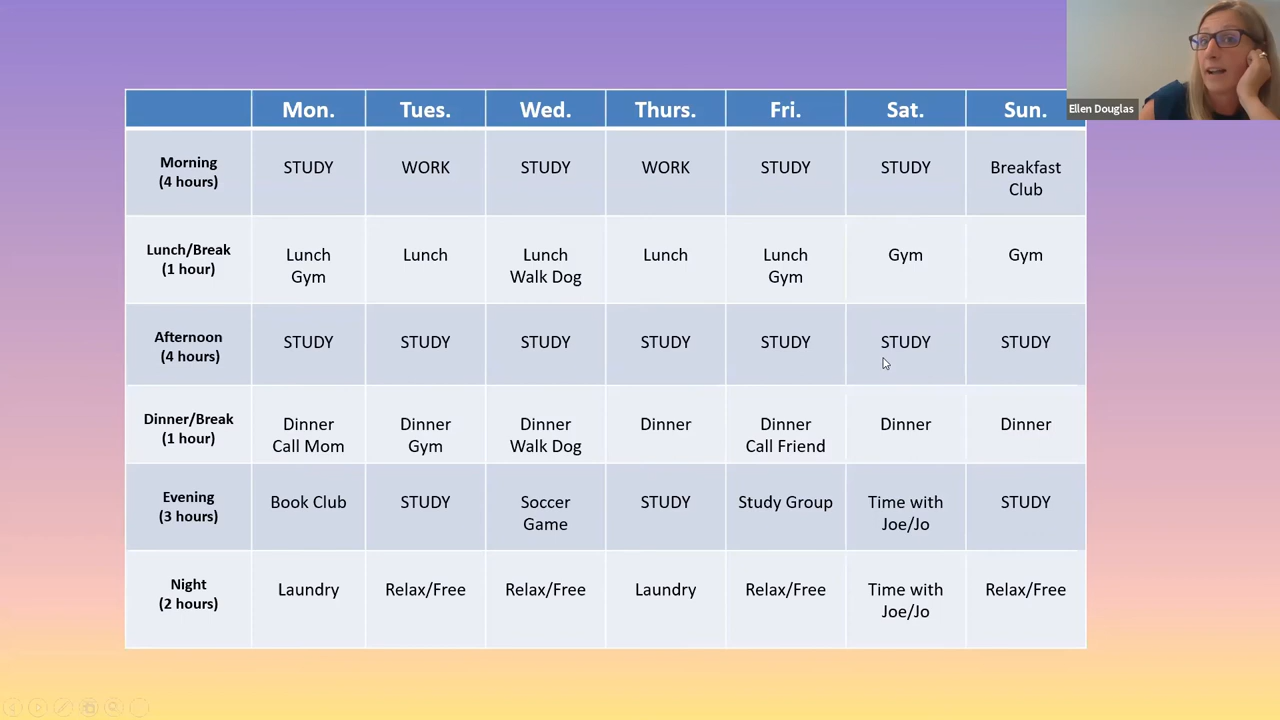 Ellen Douglas
Mon. Tues. Wed. Thurs. Fri. Sat. Sun.
Morning
(4 hours)
STUDY WORK STUDY WORK STUDY STUDY Breakfast
Club
Lunch/Break
(1 hour)
Lunch Lunch Lunch Lunch Lunch Gym Gym
Gym Walk Dog Gym
Afternoon
(4 hours)
STUDY STUDY STUDY STUDY STUDY STUDY STUDY
Dinner/Break
(1 hour)
Dinner Dinner Dinner Dinner Dinner Dinner Dinner
Call Mom Gym Walk Dog Call Friend
Evening
(3 hours)
Book Club STUDY Soccer STUDY Study Group Time with STUDY
Game Joe/Jo
Night
(2 hours)
Laundry Relax/Free Relax/Free Laundry Relax/Free Time with Relax/Free
Joe/Jo